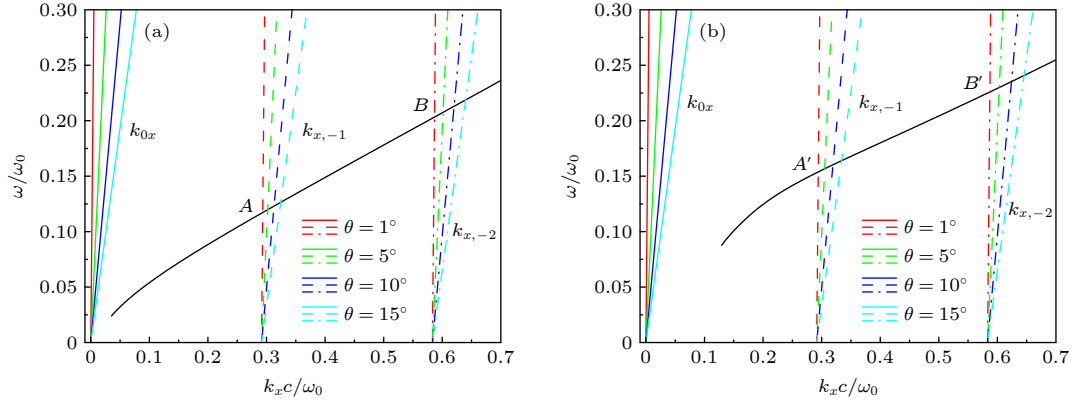 (a)
0.30
0.25
0.20
0.15
0.10
0.05
0
ω/ω₀
k₀ₓ
kₓ,₋₁
B
A
kₓ,₋₂
θ = 1°
θ = 5°
θ = 10°
θ = 15°
0 0.1 0.2 0.3 0.4 0.5 0.6 0.7
kₓc/ω₀
(b)
0.30
0.25
0.20
0.15
0.10
0.05
0
ω/ω₀
k₀ₓ
kₓ,₋₁
B′
A′
kₓ,₋₂
θ = 1°
θ = 5°
θ = 10°
θ = 15°
0 0.1 0.2 0.3 0.4 0.5 0.6 0.7
kₓc/ω₀